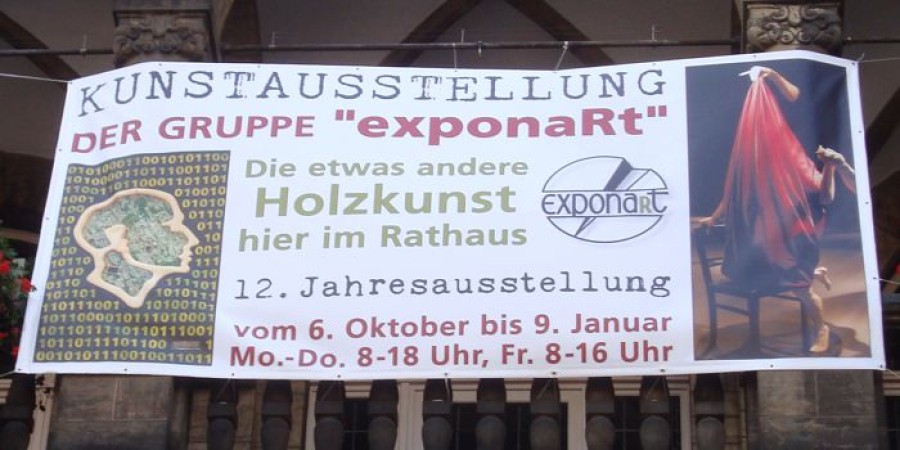 KUNSTAUSSTELLUNG
DER GRUPPE "exponaRt"
Die etwas andere
Holzkunst
hier im Rathaus
EXPONARt
12. Jahresausstellung
vom 6. Oktober bis 9. Januar
Mo.-Do. 8-18 Uhr, Fr. 8-16 Uhr